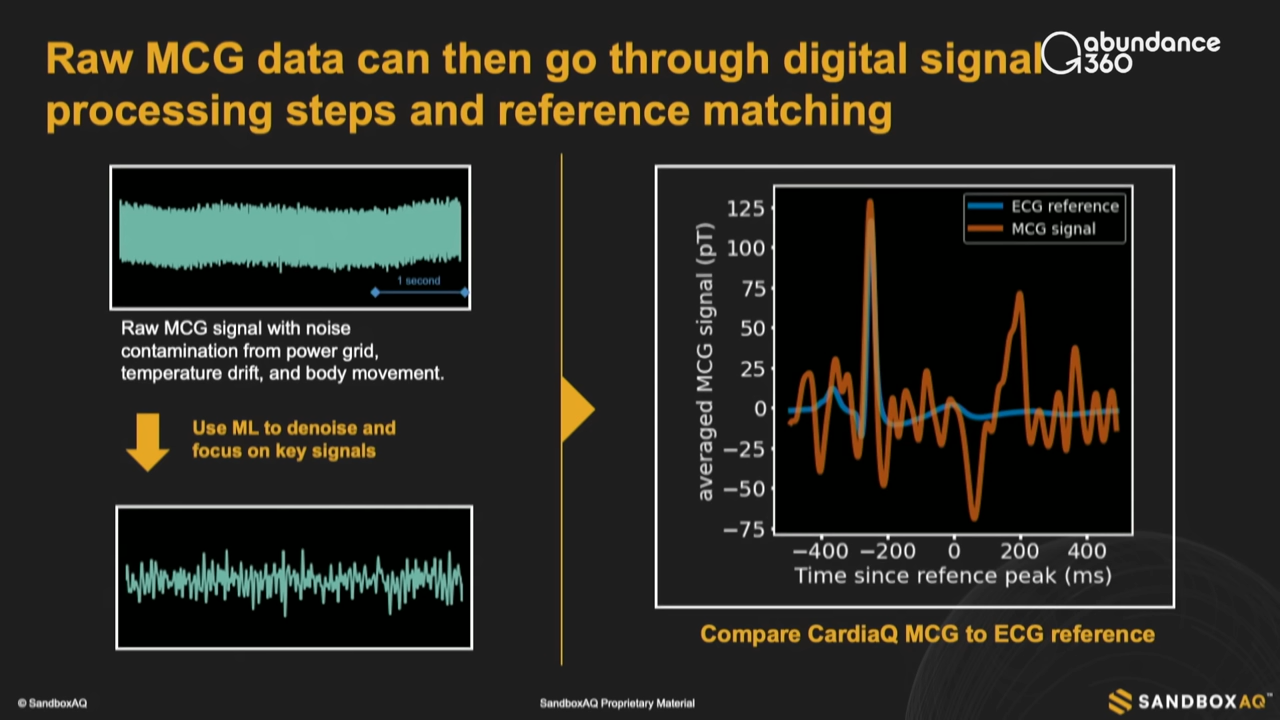 Raw MCG data can then go through digital signal
processing steps and reference matching
abundance
360
1 second
Raw MCG signal with noise
contamination from power grid,
temperature drift, and body movement.
Use ML to denoise and
focus on key signals
ECG reference
MCG signal
averaged MCG signal (pT)
125
100
75
50
25
0
−25
−50
−75
−400 −200 0 200 400
Time since refence peak (ms)
Compare CardiaQ MCG to ECG reference
© SandboxAQ
SandboxAQ Proprietary Material
SANDBOXAQ™